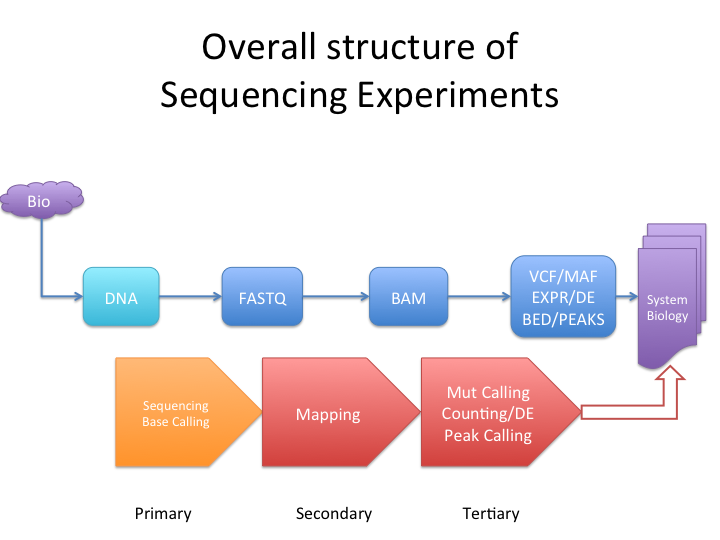 Overall structure of
Sequencing Experiments
Bio
DNA
FASTQ
BAM
VCF/MAF
EXPR/DE
BED/PEAKS
System
Biology
Sequencing
Base Calling
Mapping
Mut Calling
Counting/DE
Peak Calling
Primary
Secondary
Tertiary